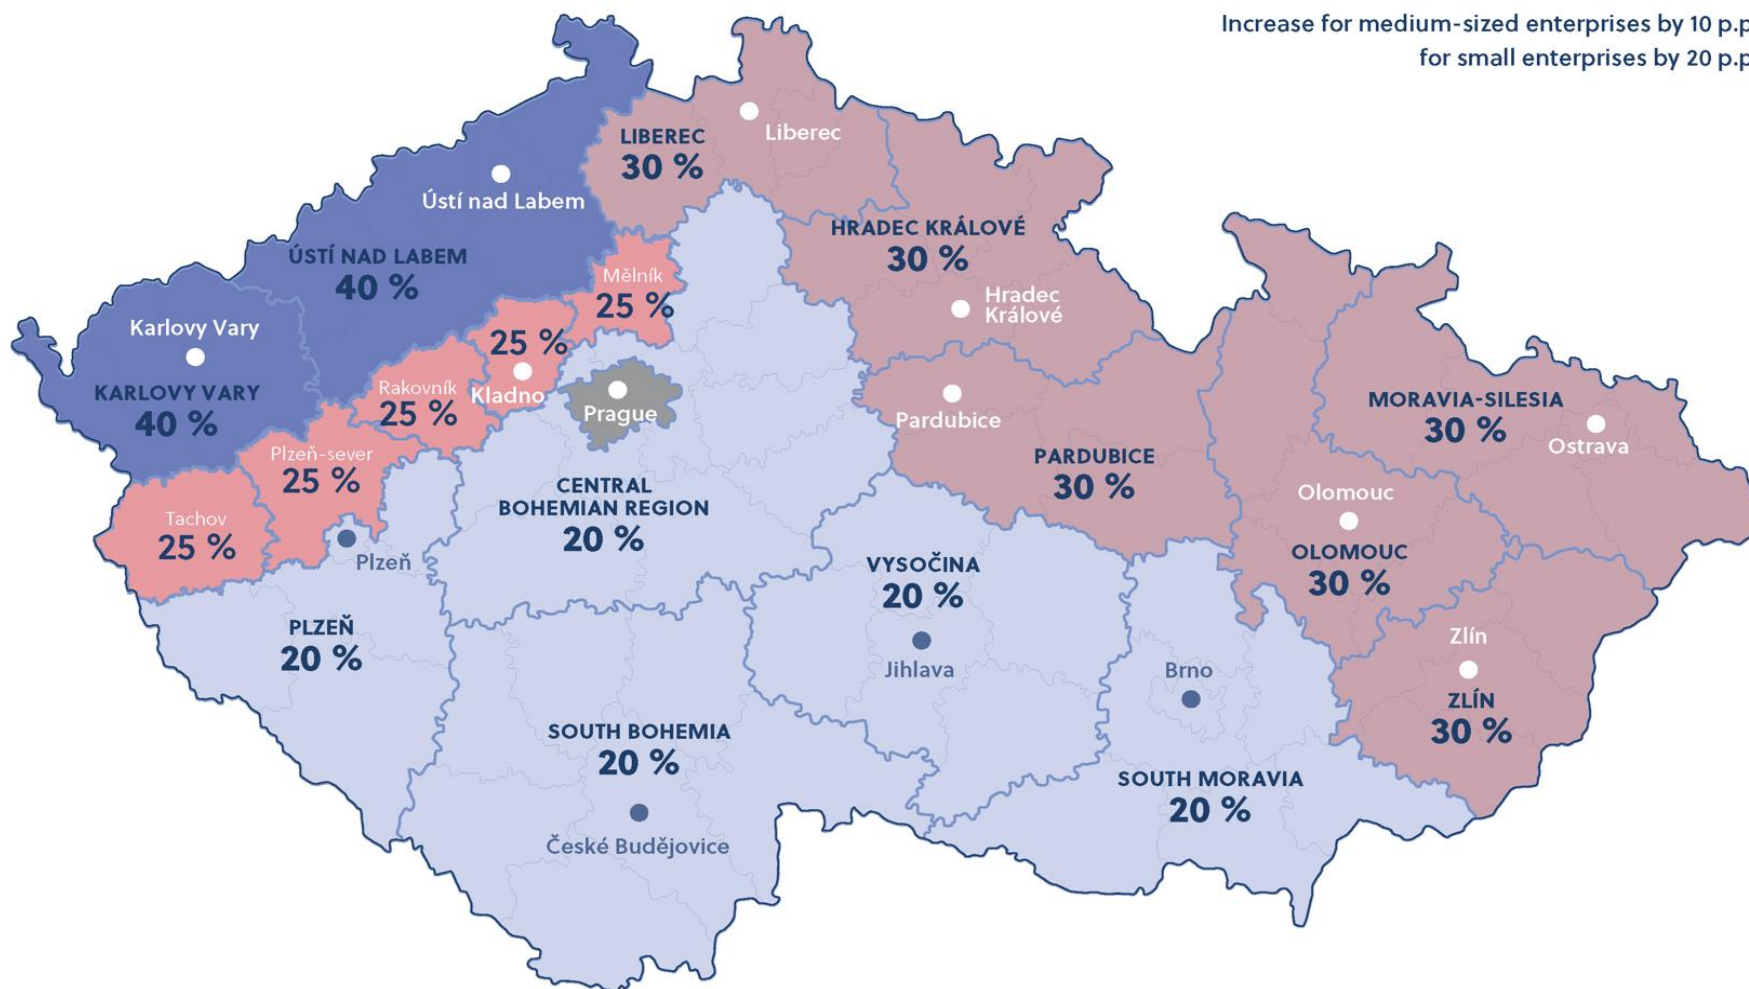 Increase for medium-sized enterprises by 10 p.p
for small enterprises by 20 p.p
LIBEREC
30 %
Liberec
Ústí nad Labem
ÚSTÍ NAD LABEM
40 %
HRADEC KRÁLOVÉ
30 %
Hradec
Králové
Mělník
25 %
Karlovy Vary
KARLOVY VARY
40 %
25 %
Kladno
Rakovník
25 %
Prague
Pardubice
PARDUBICE
30 %
MORAVIA-SILESIA
30 %
Ostrava
Plzeň-sever
25 %
Tachov
25 %
Plzeň
CENTRAL
BOHEMIAN REGION
20 %
Olomouc
OLOMOUC
30 %
VYSOČINA
20 %
Jihlava
PLZEŇ
20 %
Brno
Zlín
ZLÍN
30 %
SOUTH BOHEMIA
20 %
České Budějovice
SOUTH MORAVIA
20 %